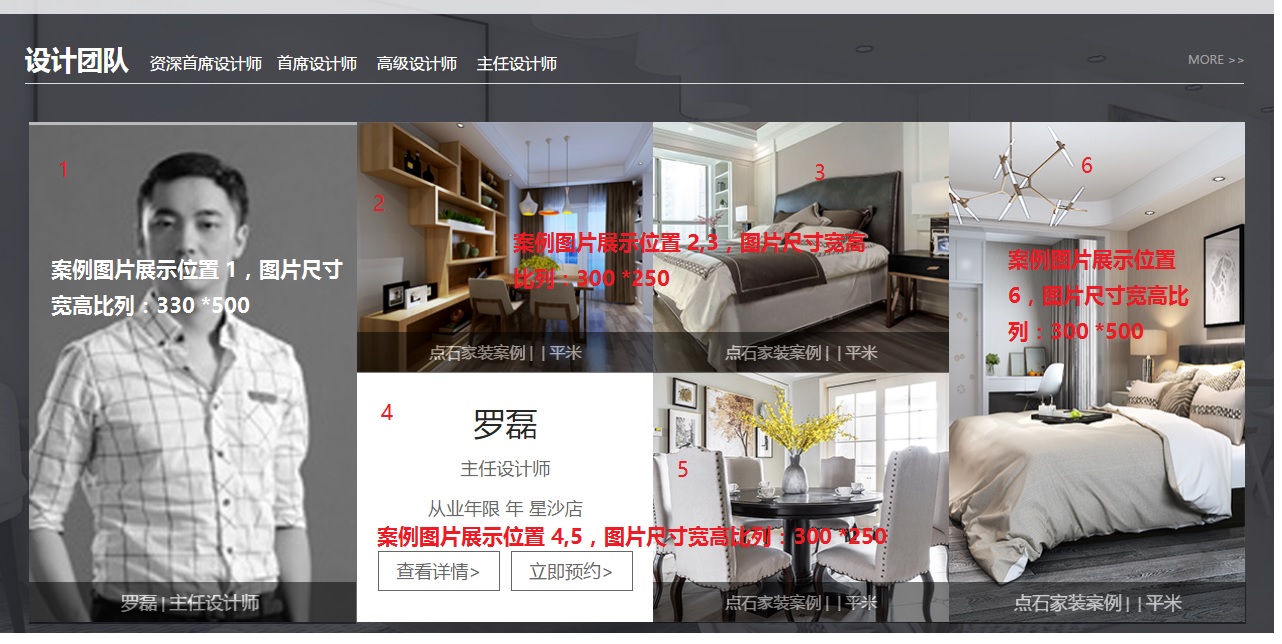 设计团队 资深首席设计师 首席设计师 高级设计师 主任设计师 MORE >>
1
案例图片展示位置 1，图片尺寸
宽高比列：330 *500
罗磊 | 主任设计师
2
3
案例图片展示位置 2,3，图片尺寸宽高
比列：300 *250
点石家装案例 | | 平米
点石家装案例 | | 平米
6
案例图片展示位置
6，图片尺寸宽高比
列：300 *500
4
罗磊
主任设计师
从业年限 年 星沙店
5
案例图片展示位置 4,5，图片尺寸宽高比列：300 *250
查看详情> 立即预约>
点石家装案例 | | 平米
点石家装案例 | | 平米